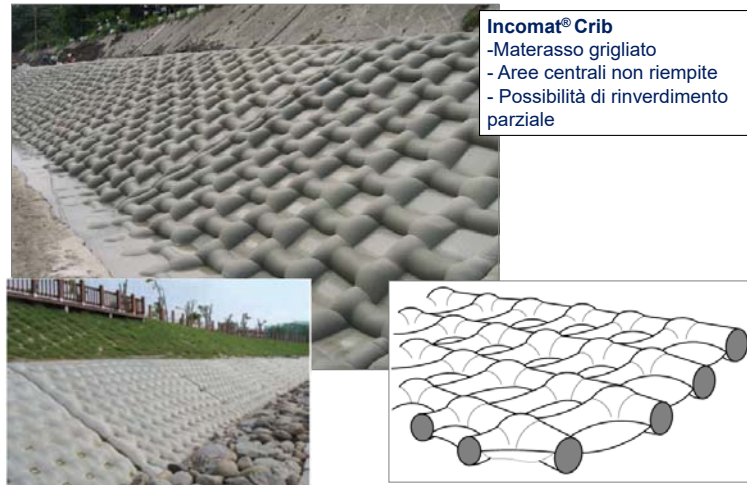 Incomat® Crib
-Materasso grigliato
- Aree centrali non riempite
- Possibilità di rinverdimento
parziale